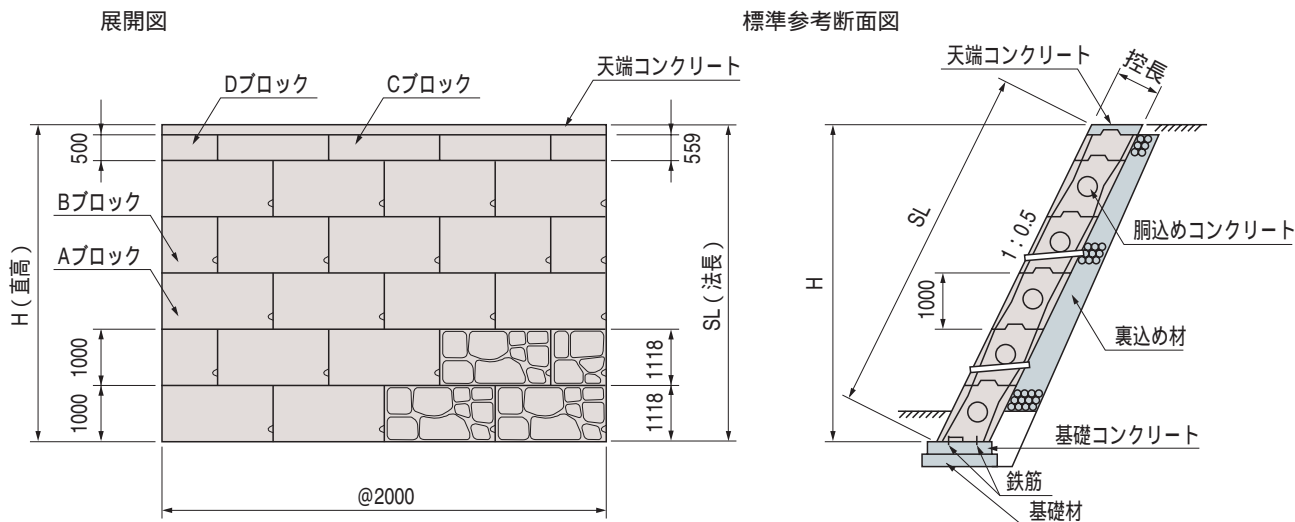 展開図
標準参考断面図
天端コンクリート
Dブロック
Cブロック
500
559
Bブロック
Aブロック
H(直高)
SL(法長)
1000
1118
1000
1118
@2000
天端コンクリート
控長
SL
1:0.5
胴込めコンクリート
H
1000
裏込め材
基礎コンクリート
鉄筋
基礎材